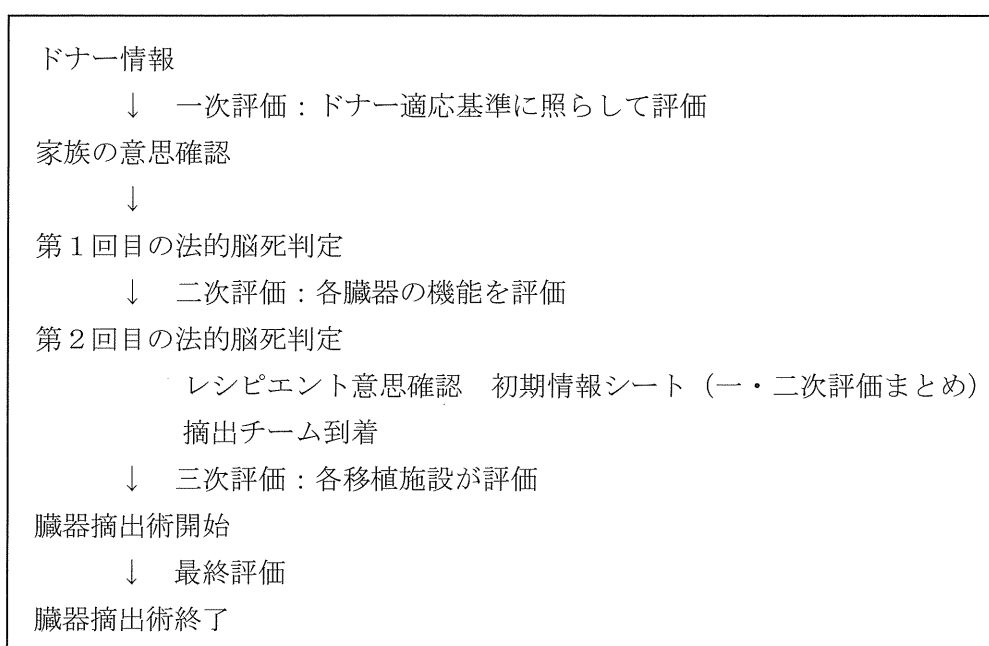 ドナー情報
↓　一次評価：ドナー適応基準に照らして評価
家族の意思確認
↓
第１回目の法的脳死判定
↓　二次評価：各臓器の機能を評価
第２回目の法的脳死判定
レシピエント意思確認　初期情報シート（一・二次評価まとめ）
摘出チーム到着
↓　三次評価：各移植施設が評価
臓器摘出術開始
↓　最終評価
臓器摘出術終了